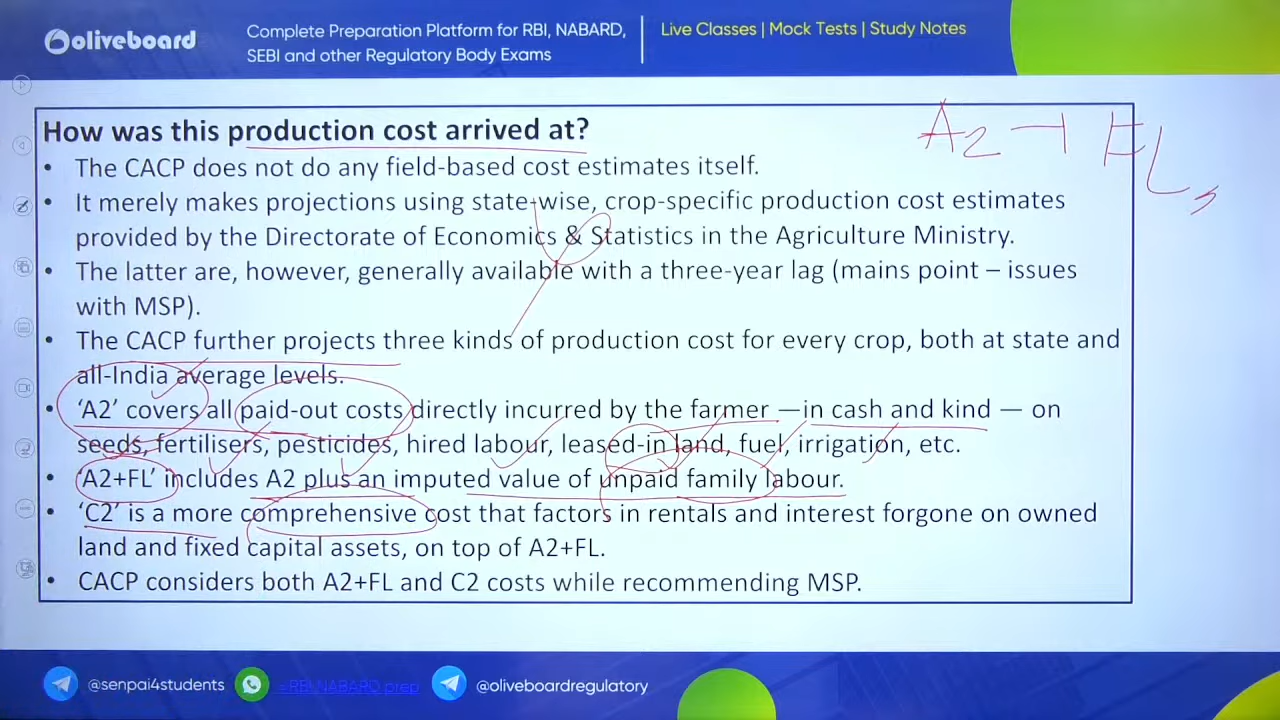 oliveboard
Complete Preparation Platform for RBI, NABARD,
SEBI and other Regulatory Body Exams
Live Classes | Mock Tests | Study Notes
How was this production cost arrived at?
• The CACP does not do any field-based cost estimates itself.
• It merely makes projections using state-wise, crop-specific production cost estimates
provided by the Directorate of Economics & Statistics in the Agriculture Ministry.
• The latter are, however, generally available with a three-year lag (mains point – issues
with MSP).
• The CACP further projects three kinds of production cost for every crop, both at state and
all-India average levels.
• ‘A2’ covers all paid-out costs directly incurred by the farmer —in cash and kind — on
seeds, fertilisers, pesticides, hired labour, leased-in land, fuel, irrigation, etc.
• ‘A2+FL’ includes A2 plus an imputed value of unpaid family labour.
• ‘C2’ is a more comprehensive cost that factors in rentals and interest forgone on owned
land and fixed capital assets, on top of A2+FL.
• CACP considers both A2+FL and C2 costs while recommending MSP.
A2 + FL
@senpai4students
=RBI NABARD prep
@oliveboardregulatory